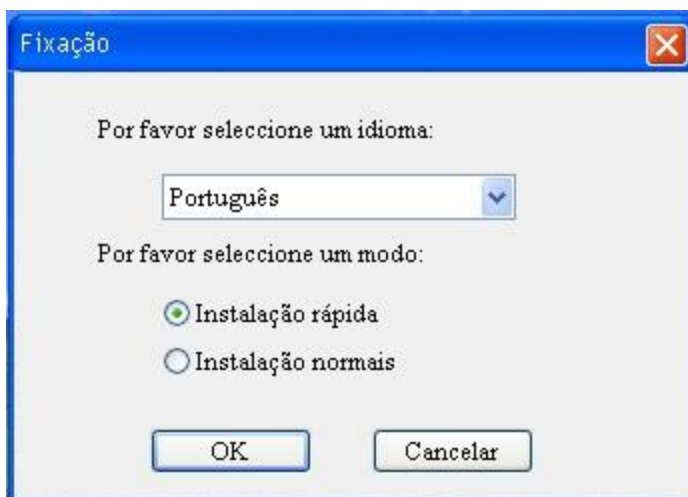 Fixação
Por favor seleccione um idioma:
Português
Por favor seleccione um modo:
Instalação rápida
Instalação normais
OK
Cancelar